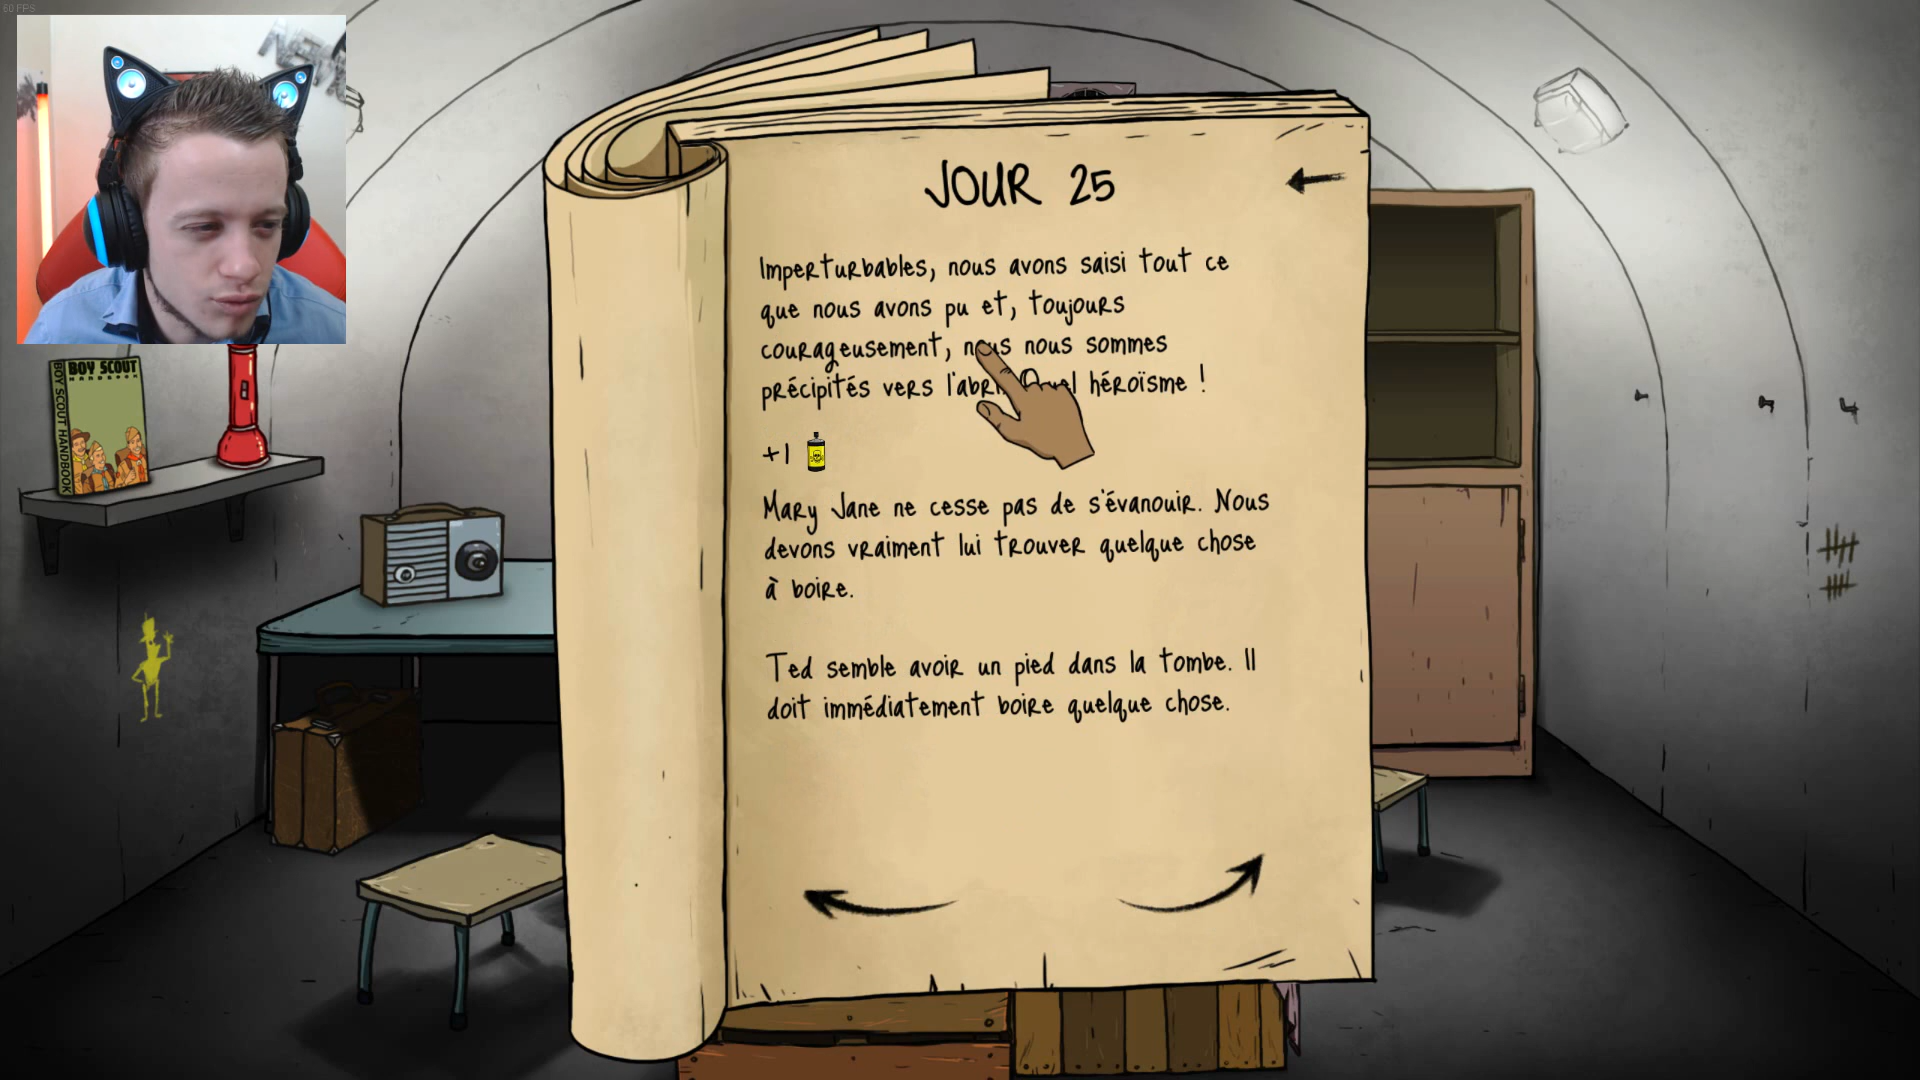 60 FPS
JOUR 25
Imperturbables, nous avons saisi tout ce
que nous avons pu et, toujours
courageusement, nous nous sommes
précipités vers l'abri. Quel héroïsme !
+1
Mary Jane ne cesse pas de s'évanouir. Nous
devons vraiment lui trouver quelque chose
à boire.
Ted semble avoir un pied dans la tombe. Il
doit immédiatement boire quelque chose.
BOY SCOUT
HANDBOOK
BOY SCOUT HANDBOOK